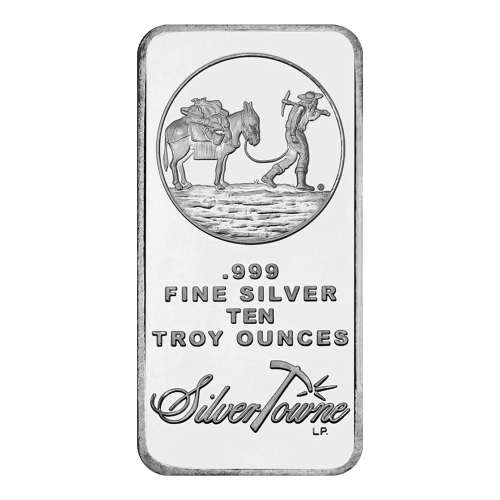 .999
FINE SILVER
TEN
TROY OUNCES
SilverTowne
L.P.